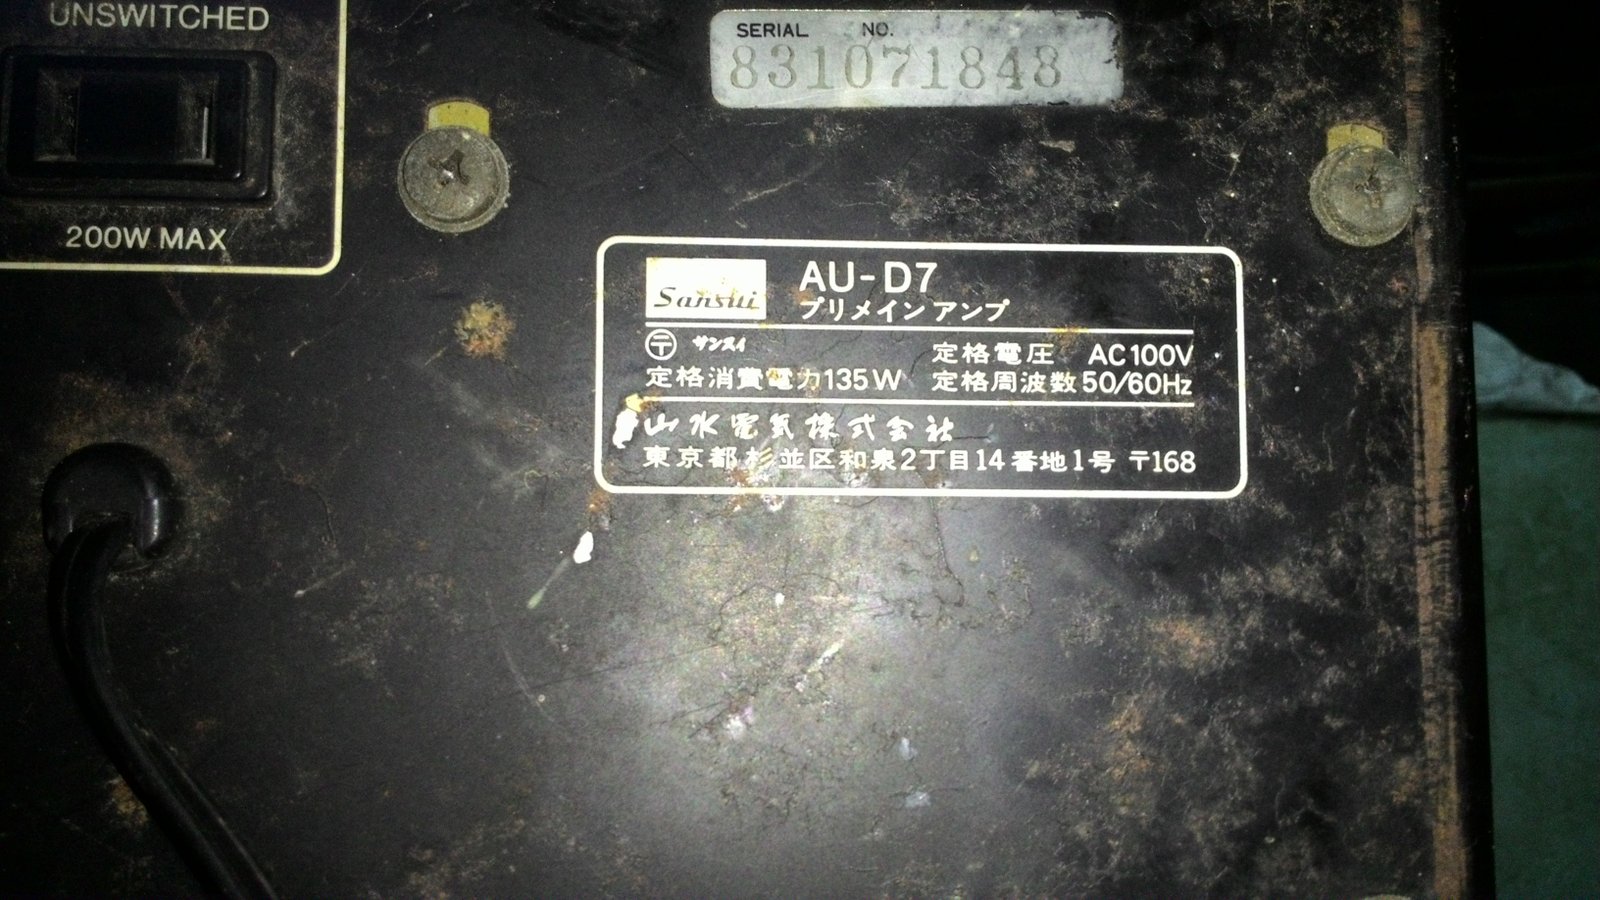 UNSWITCHED
200W MAX
SERIAL NO.
831071848
Sansui
AU-D7
プリメインアンプ
〒 サンスイ
定格電圧 AC100V
定格消費電力135W 定格周波数50/60Hz
山水電気株式会社
東京都杉並区和泉2丁目14番地1号 〒168